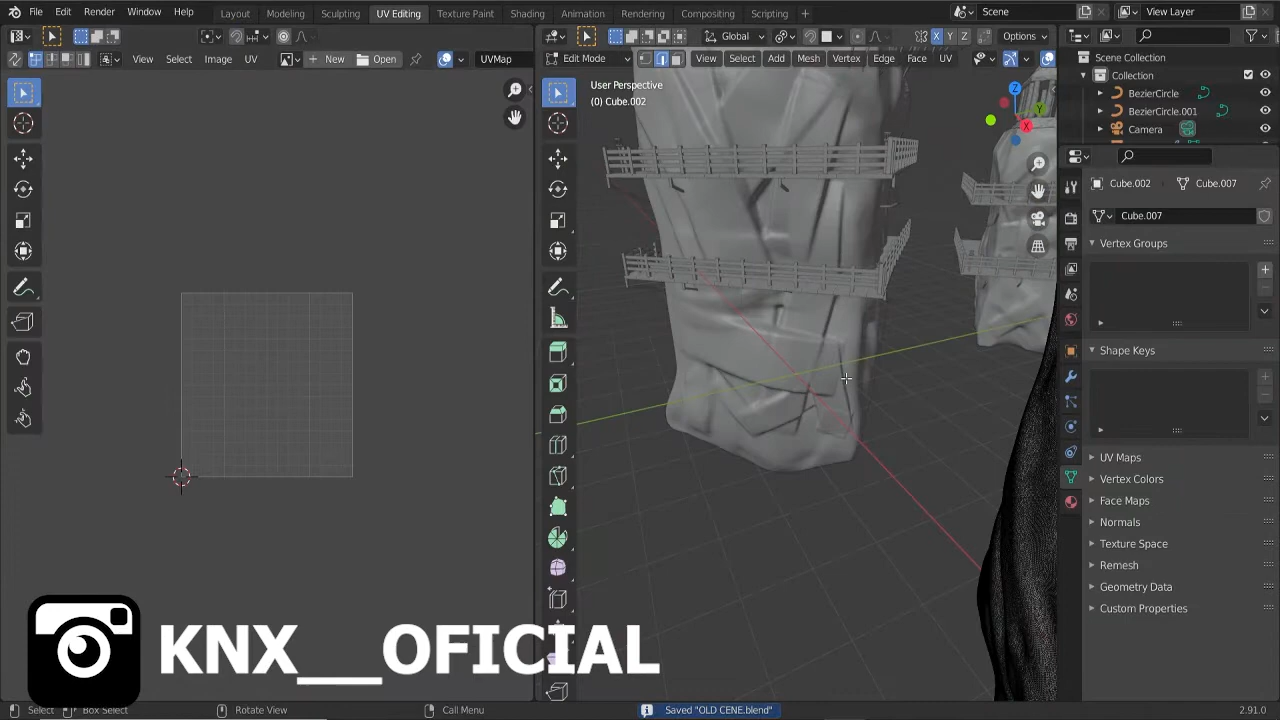 File Edit Render Window Help Layout Modeling Sculpting UV Editing Texture Paint Shading Animation Rendering Compositing Scripting + Scene View Layer
Global Options
View Select Image UV New Open UVMap Edit Mode View Select Add Mesh Vertex Edge Face UV
Scene Collection
Collection
BezierCircle
BezierCircle.001
Camera
User Perspective
(0) Cube.002
Z
Y
X
Cube.002 Cube.007
Cube.007
Vertex Groups
Shape Keys
UV Maps
Vertex Colors
Face Maps
Normals
Texture Space
Remesh
Geometry Data
Custom Properties
KNX___OFICIAL
Select Box Select Rotate View Call Menu Saved "OLD CENE.blend" 2.91.0